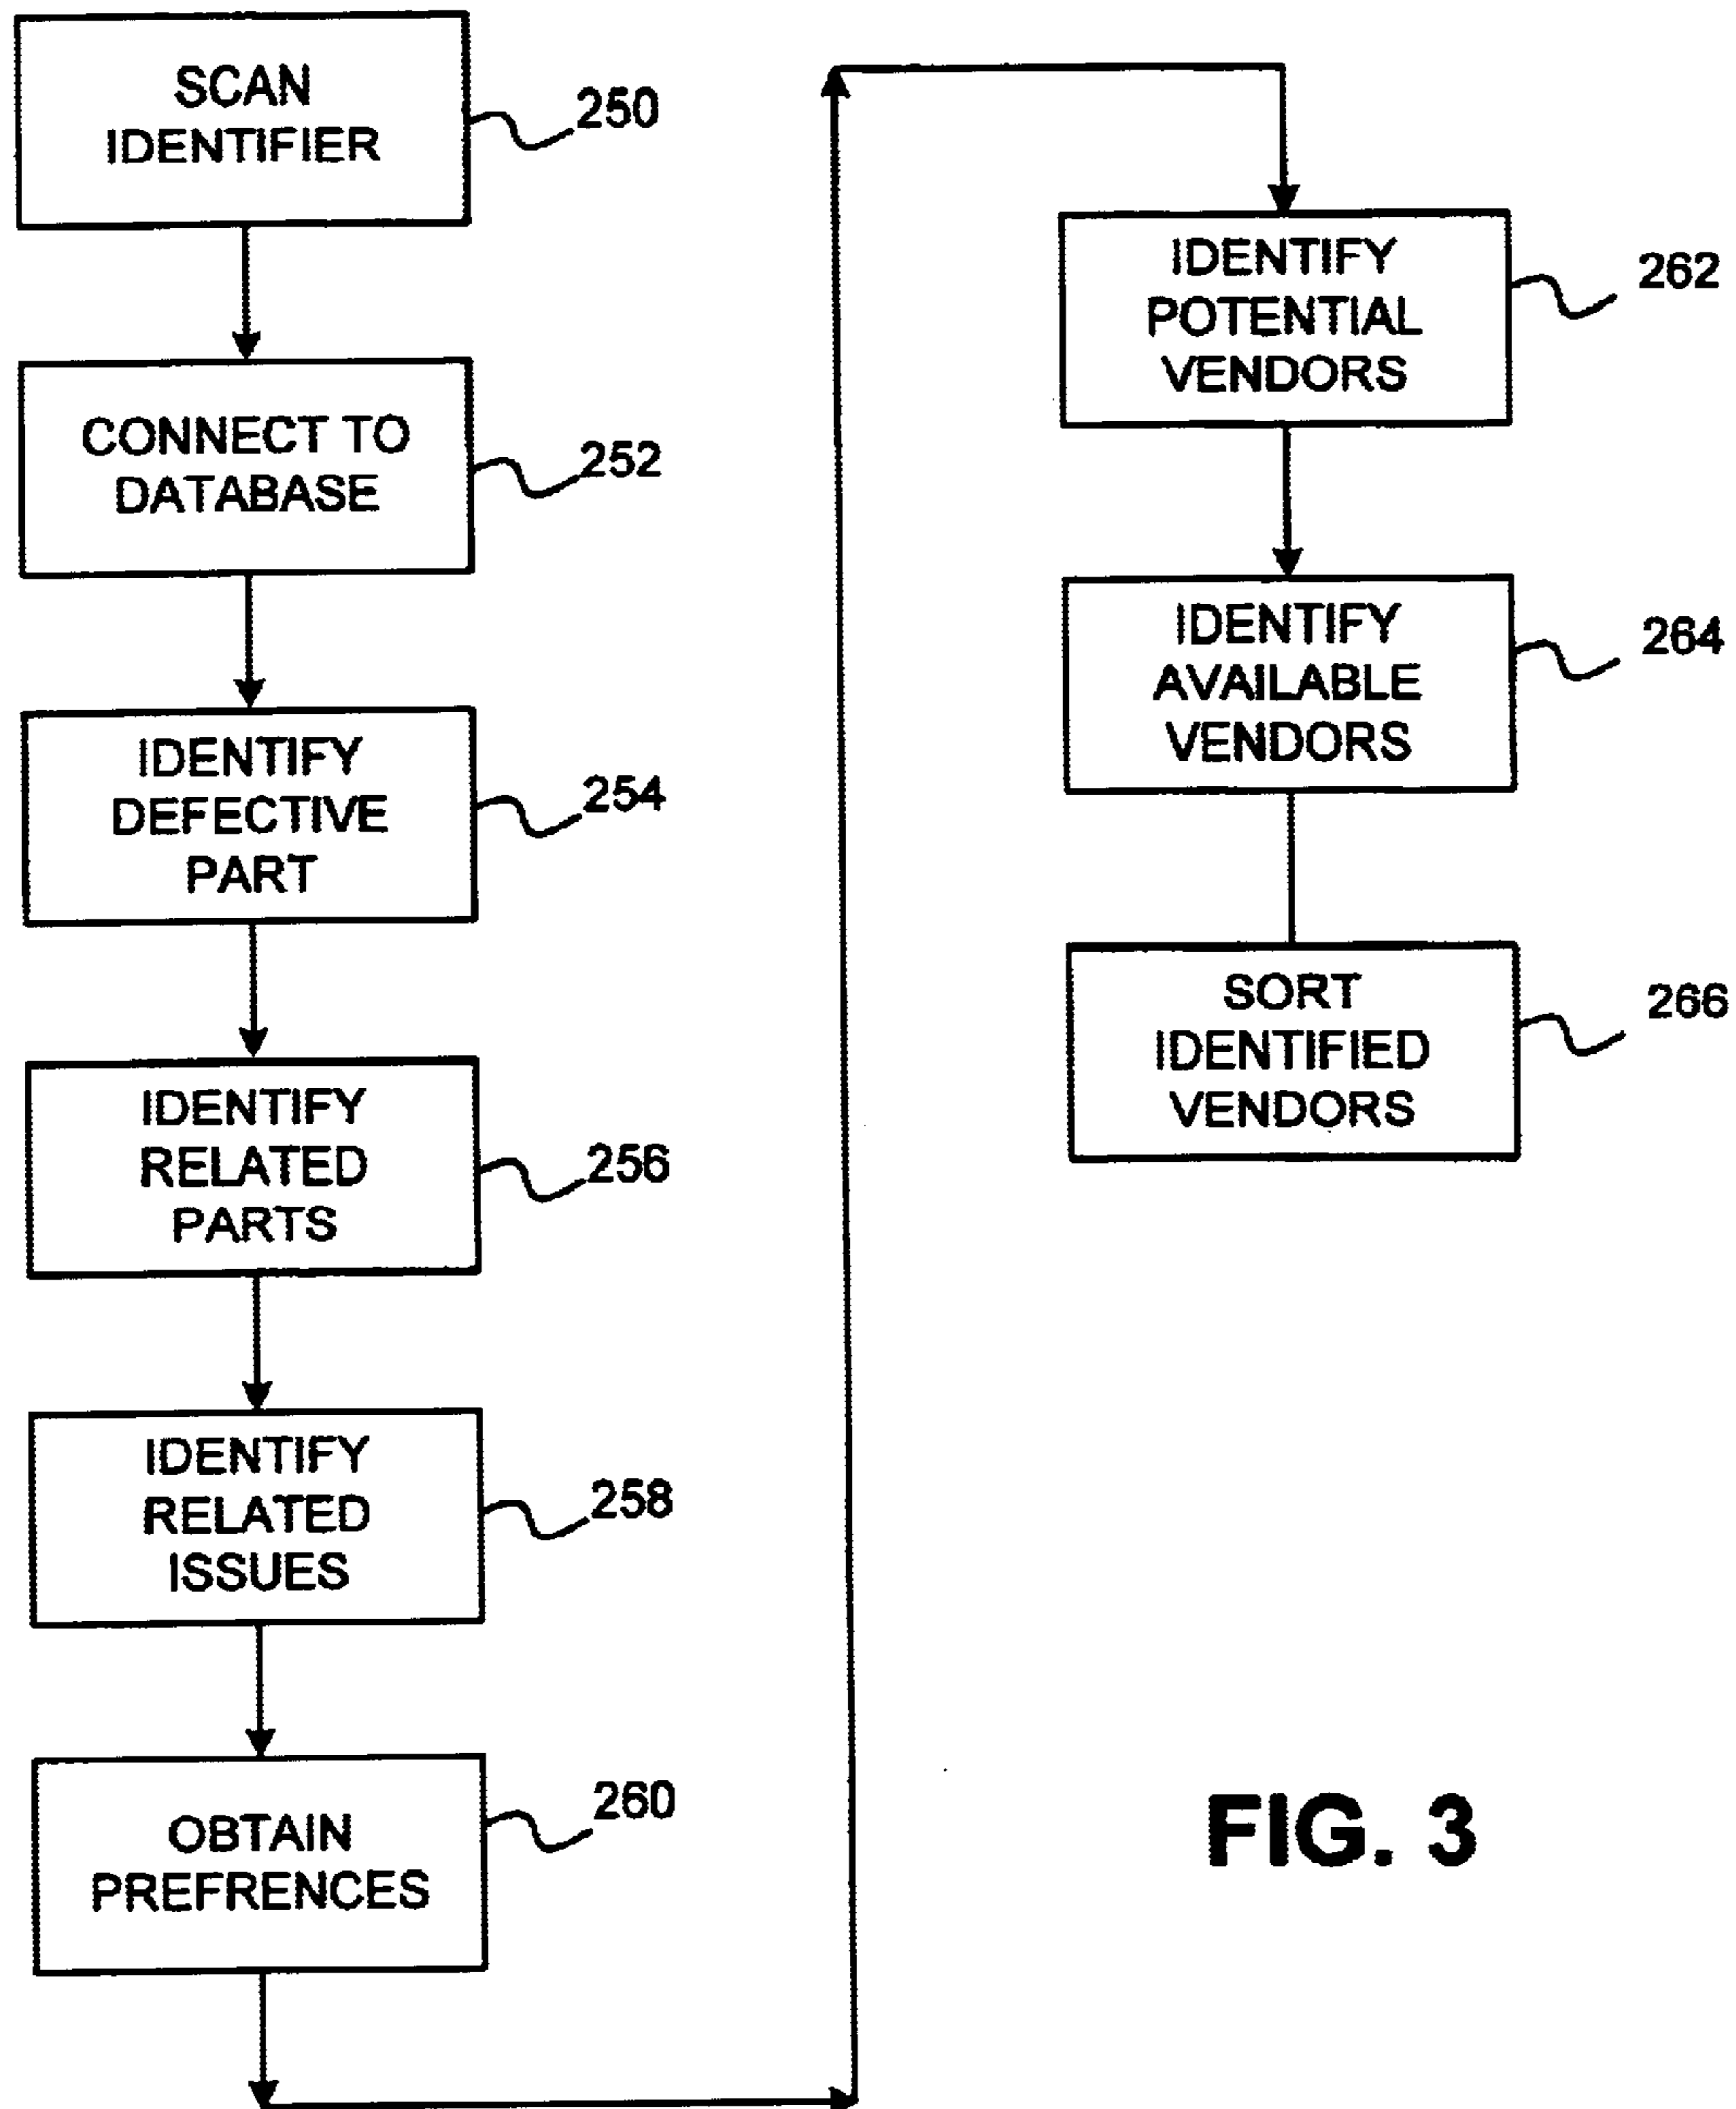 SCAN
IDENTIFIER
250
CONNECT TO
DATABASE
252
IDENTIFY
DEFECTIVE
PART
254
IDENTIFY
RELATED
PARTS
256
IDENTIFY
RELATED
ISSUES
258
OBTAIN
PREFRENCES
260
IDENTIFY
POTENTIAL
VENDORS
262
IDENTIFY
AVAILABLE
VENDORS
264
SORT
IDENTIFIED
VENDORS
266
FIG. 3